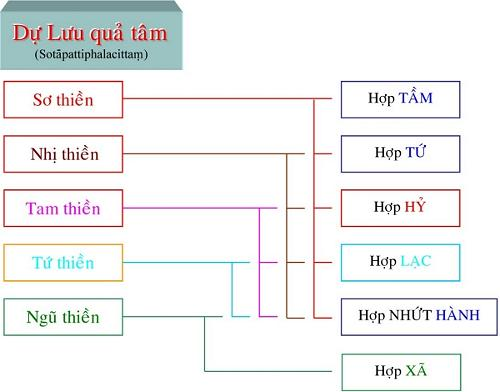 Dự Lưu quả tâm
(Sotāpattiphalacittaṃ)
Sơ thiền
Hợp TẦM
Nhị thiền
Hợp TỨ
Tam thiền
Hợp HỶ
Tứ thiền
Hợp LẠC
Ngũ thiền
Hợp NHỨT HÀNH
Hợp XÃ